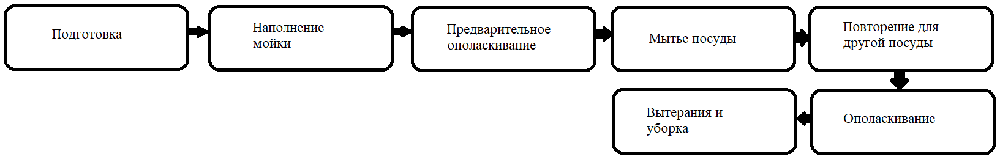 Подготовка
Наполнение
мойки
Предварительное
ополаскивание
Мытье посуды
Повторение для
другой посуды
Ополаскивание
Вытерания и
уборка